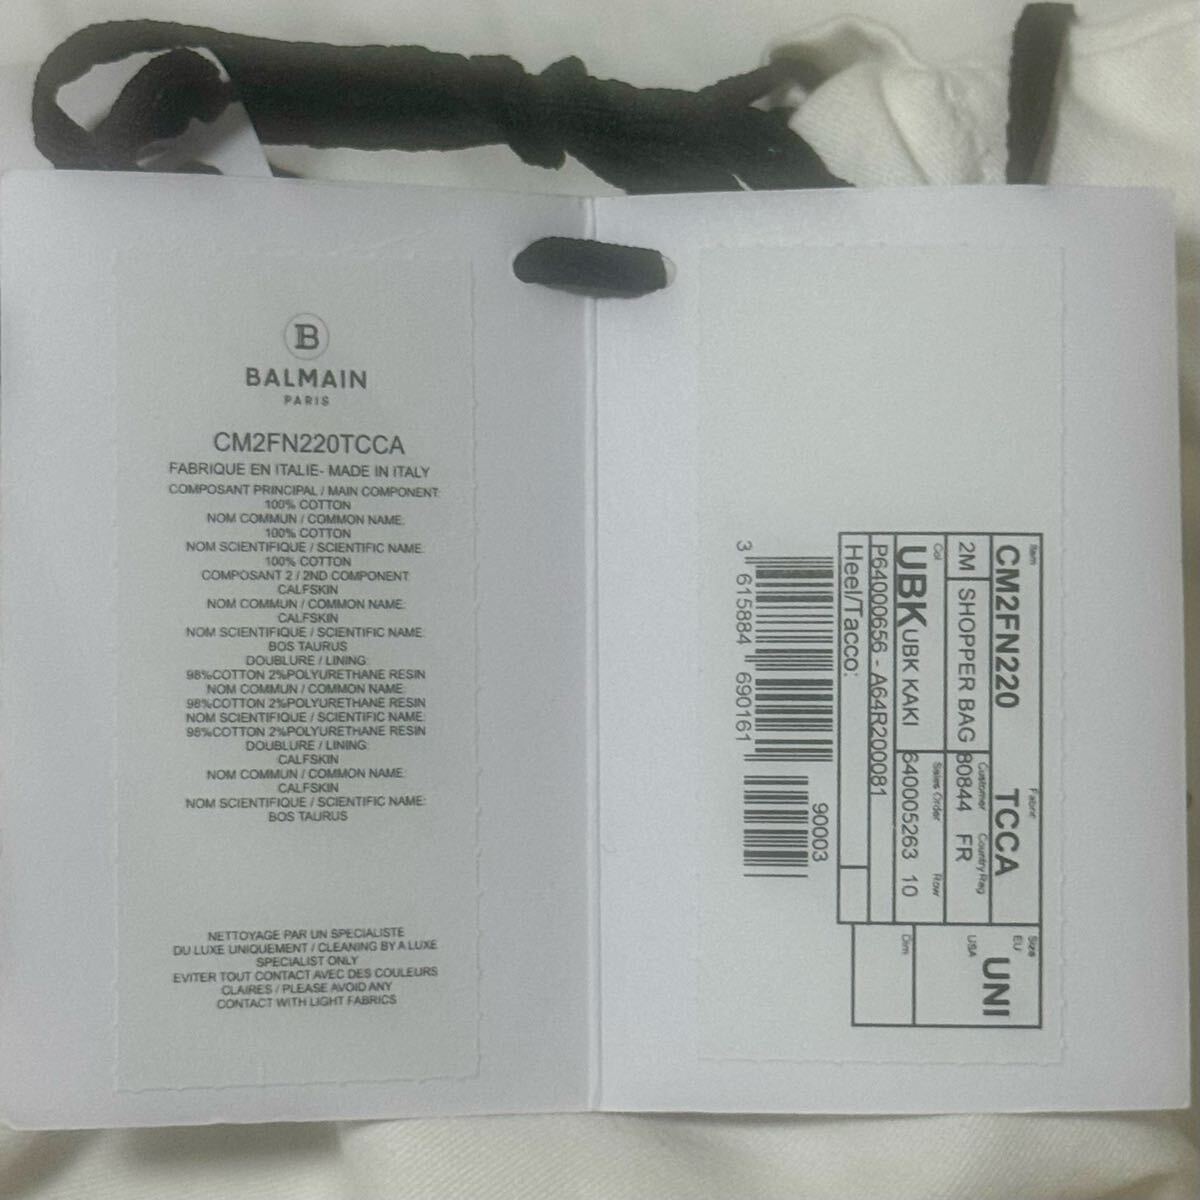 B
BALMAIN
PARIS
CM2FN220TCCA
FABRIQUE EN ITALIE- MADE IN ITALY
COMPOSANT PRINCIPAL / MAIN COMPONENT:
100% COTTON
NOM COMMUN / COMMON NAME:
100% COTTON
NOM SCIENTIFIQUE / SCIENTIFIC NAME:
100% COTTON
COMPOSANT 2 / 2ND COMPONENT:
CALFSKIN
NOM COMMUN / COMMON NAME:
CALFSKIN
NOM SCIENTIFIQUE / SCIENTIFIC NAME:
BOS TAURUS
DOUBLURE / LINING:
98%COTTON 2%POLYURETHANE RESIN
NOM COMMUN / COMMON NAME:
98%COTTON 2%POLYURETHANE RESIN
NOM SCIENTIFIQUE / SCIENTIFIC NAME:
98%COTTON 2%POLYURETHANE RESIN
DOUBLURE / LINING:
CALFSKIN
NOM COMMUN / COMMON NAME:
CALFSKIN
NOM SCIENTIFIQUE / SCIENTIFIC NAME:
BOS TAURUS
NETTOYAGE PAR UN SPECIALISTE
DU LUXE UNIQUEMENT / CLEANING BY A LUXE
SPECIALIST ONLY
EVITER TOUT CONTACT AVEC DES COULEURS
CLAIRES / PLEASE AVOID ANY
CONTACT WITH LIGHT FABRICS
Item Fabric Size
CM2FN220 TCCA EU UNI
Customer Country Rag USA
2M SHOPPER BAG 80844 FR
Col Sales Order Row Dim
UBK UBK KAKI 640005263 10
P64000656 - A64R200081
Heel/Tacco:
90003
3 615884 690161